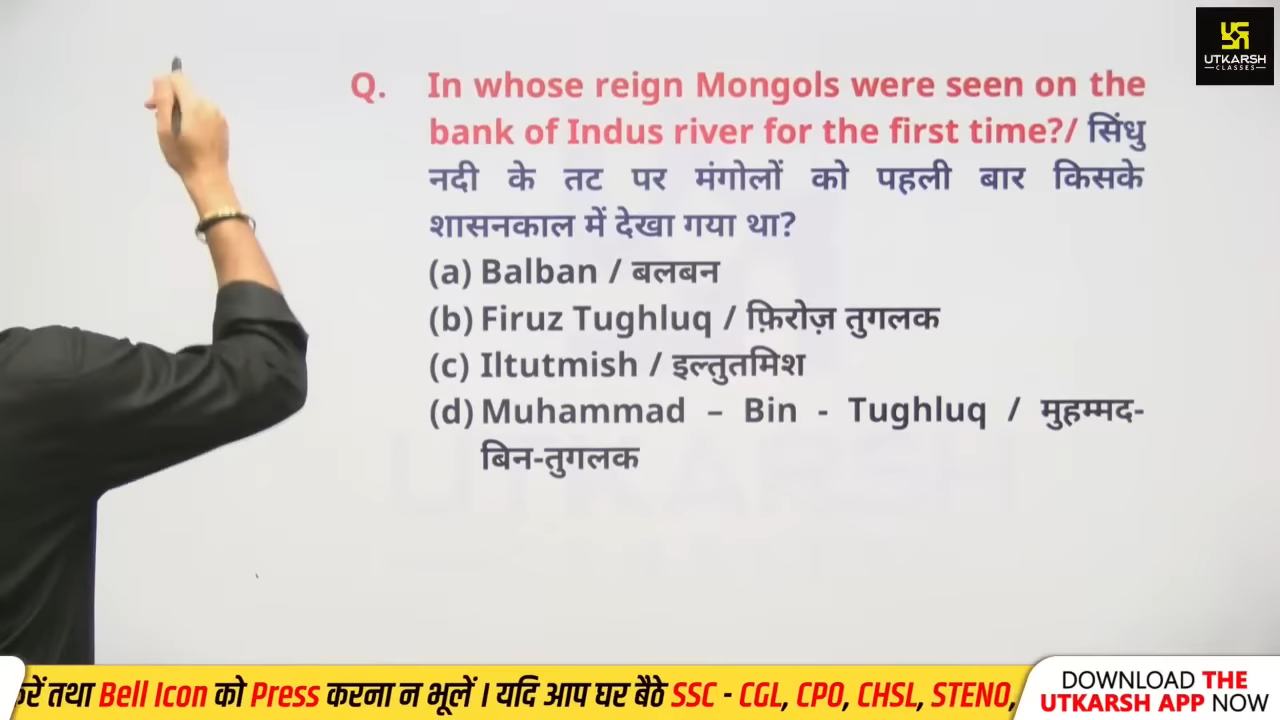 UTKARSH
CLASSES
Q. In whose reign Mongols were seen on the
bank of Indus river for the first time?/ सिंधु
नदी के तट पर मंगोलों को पहली बार किसके
शासनकाल में देखा गया था?
(a) Balban / बलबन
(b) Firuz Tughluq / फ़िरोज़ तुगलक
(c) Iltutmish / इल्तुतमिश
(d) Muhammad – Bin - Tughluq / मुहम्मद-
बिन-तुगलक
UTKARSH
तथा Bell Icon को Press करना न भूलें । यदि आप घर बैठे SSC - CGL, CPO, CHSL, STENO,
DOWNLOAD THE
UTKARSH APP NOW